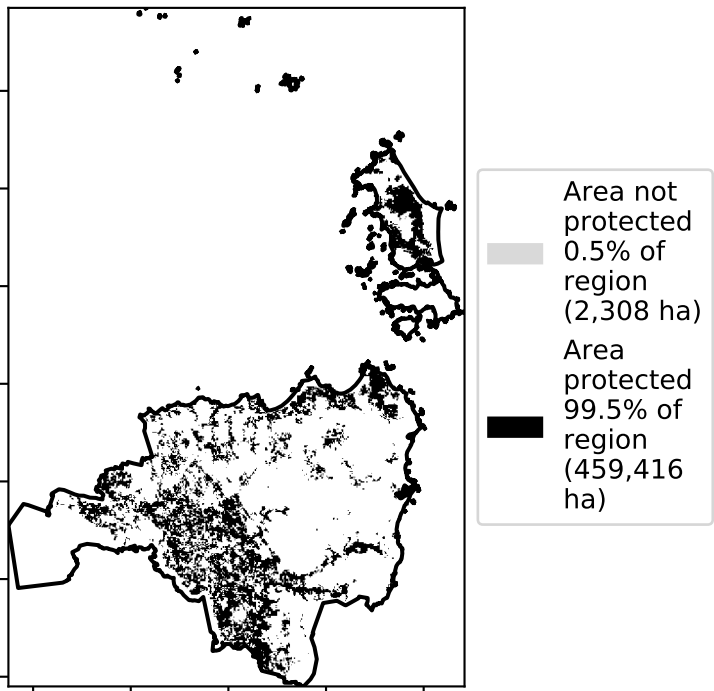 Area not
protected
0.5% of
region
(2,308 ha)
Area
protected
99.5% of
region
(459,416
ha)